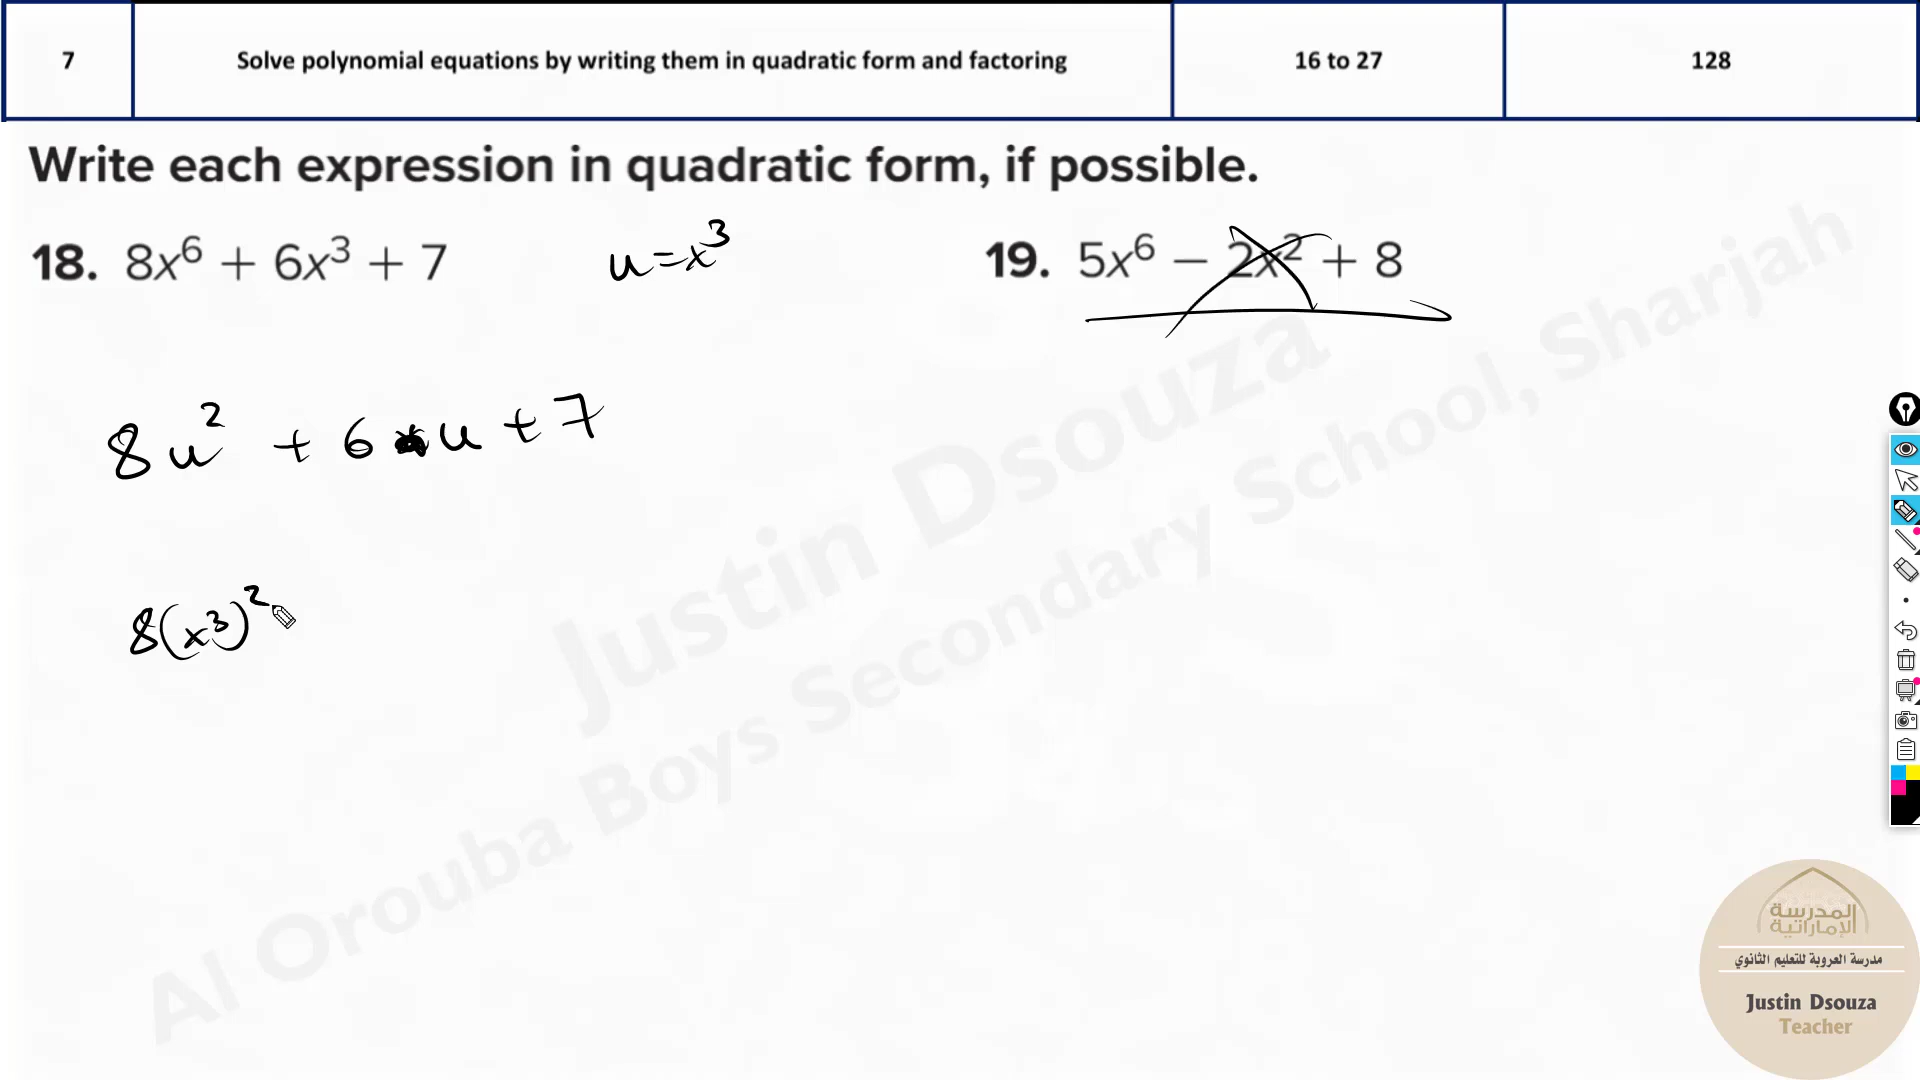 7 Solve polynomial equations by writing them in quadratic form and factoring 16 to 27 128
Write each expression in quadratic form, if possible.
18. 8x⁶ + 6x³ + 7
u = x³
19. 5x⁶ − 2x² + 8
8u² + 6u + 7
8(x³)²
Justin Dsouza
Al Orouba Boys Secondary School, Sharjah
المدرسة
الإماراتية
مدرسة العروبة للتعليم الثانوي
Justin Dsouza
Teacher